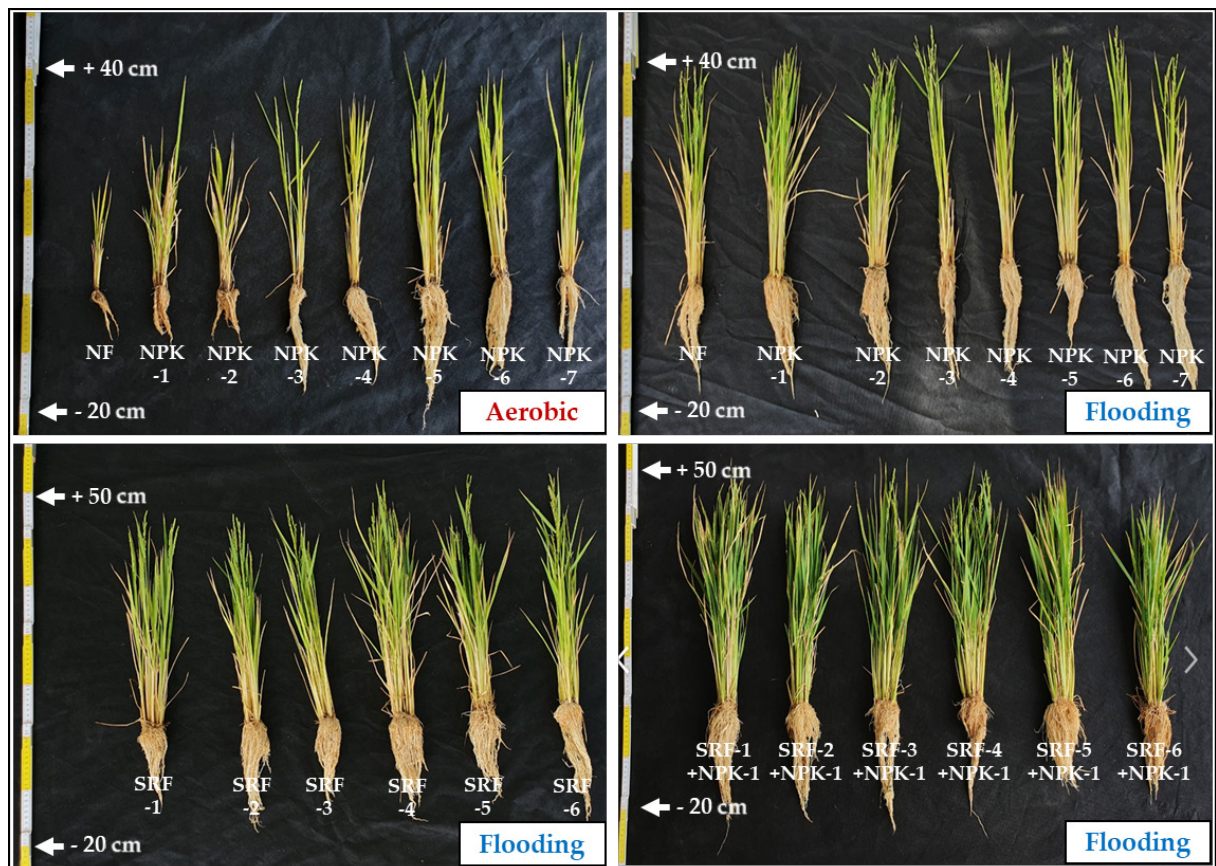 + 40 cm
NF
NPK
-1
NPK
-2
NPK
-3
NPK
-4
NPK
-5
NPK
-6
NPK
-7
- 20 cm
Aerobic
+ 40 cm
NF
NPK
-1
NPK
-2
NPK
-3
NPK
-4
NPK
-5
NPK
-6
NPK
-7
- 20 cm
Flooding
+ 50 cm
SRF
-1
SRF
-2
SRF
-3
SRF
-4
SRF
-5
SRF
-6
- 20 cm
Flooding
+ 50 cm
SRF-1
+NPK-1
SRF-2
+NPK-1
SRF-3
+NPK-1
SRF-4
+NPK-1
SRF-5
+NPK-1
SRF-6
+NPK-1
- 20 cm
Flooding